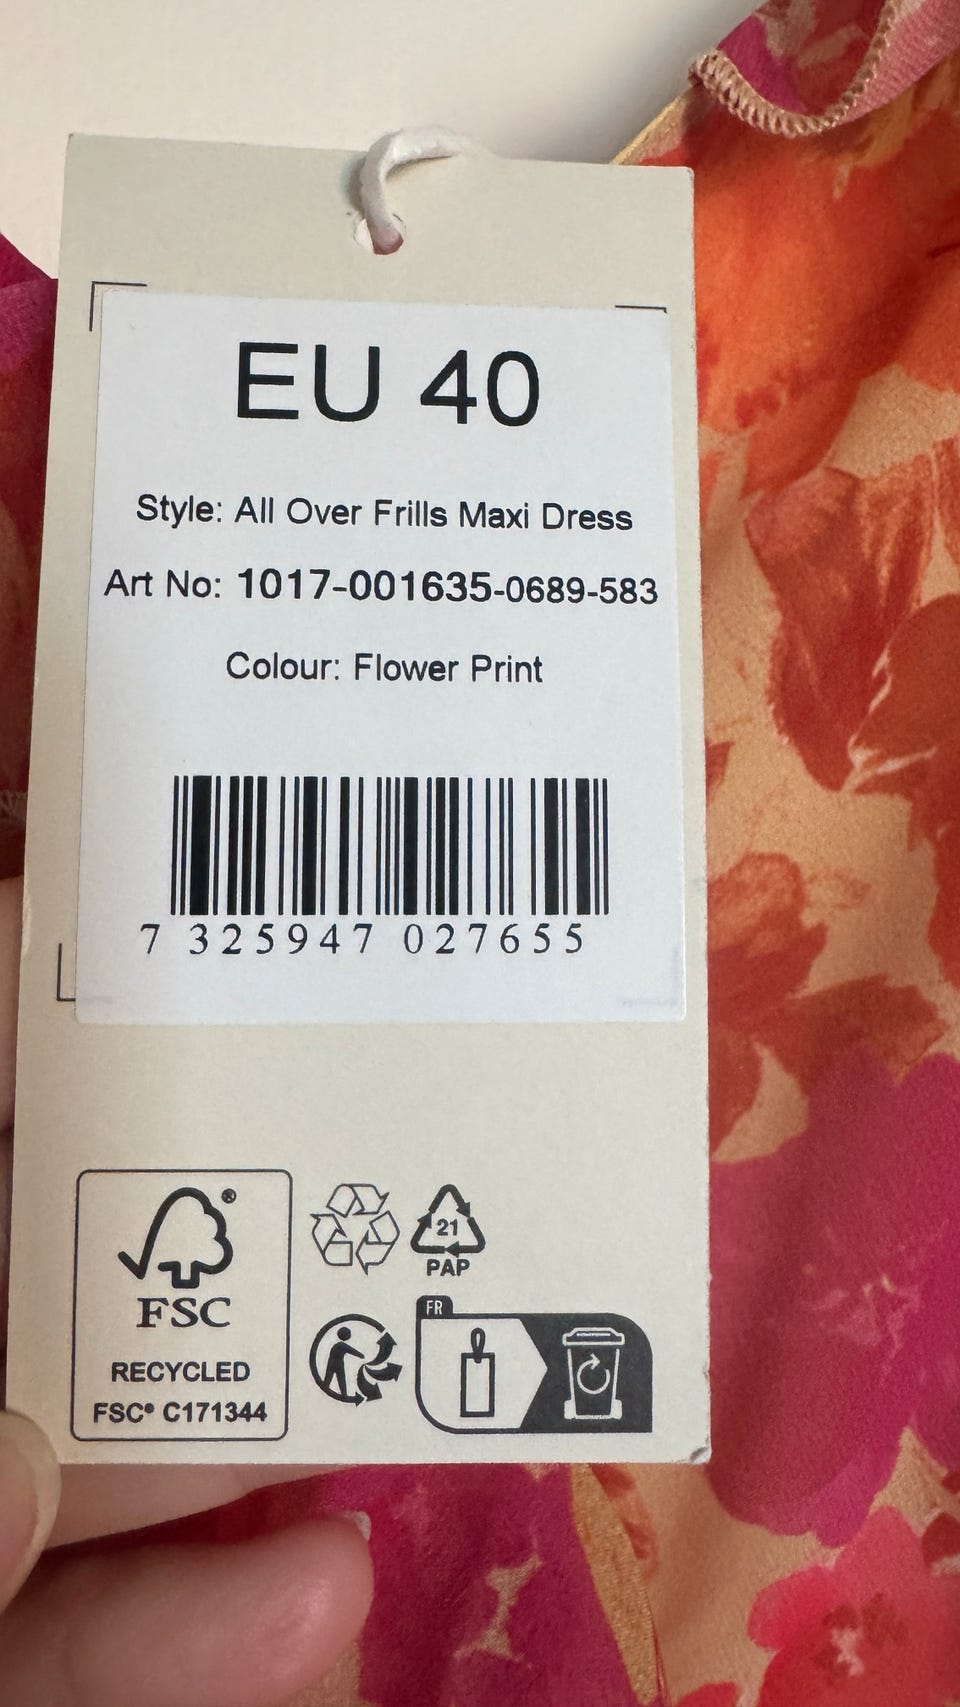 EU 40
Style: All Over Frills Maxi Dress
Art No: 1017-001635-0689-583
Colour: Flower Print
7 325947 027655
®
FSC
RECYCLED
FSC® C171344
21
PAP
FR